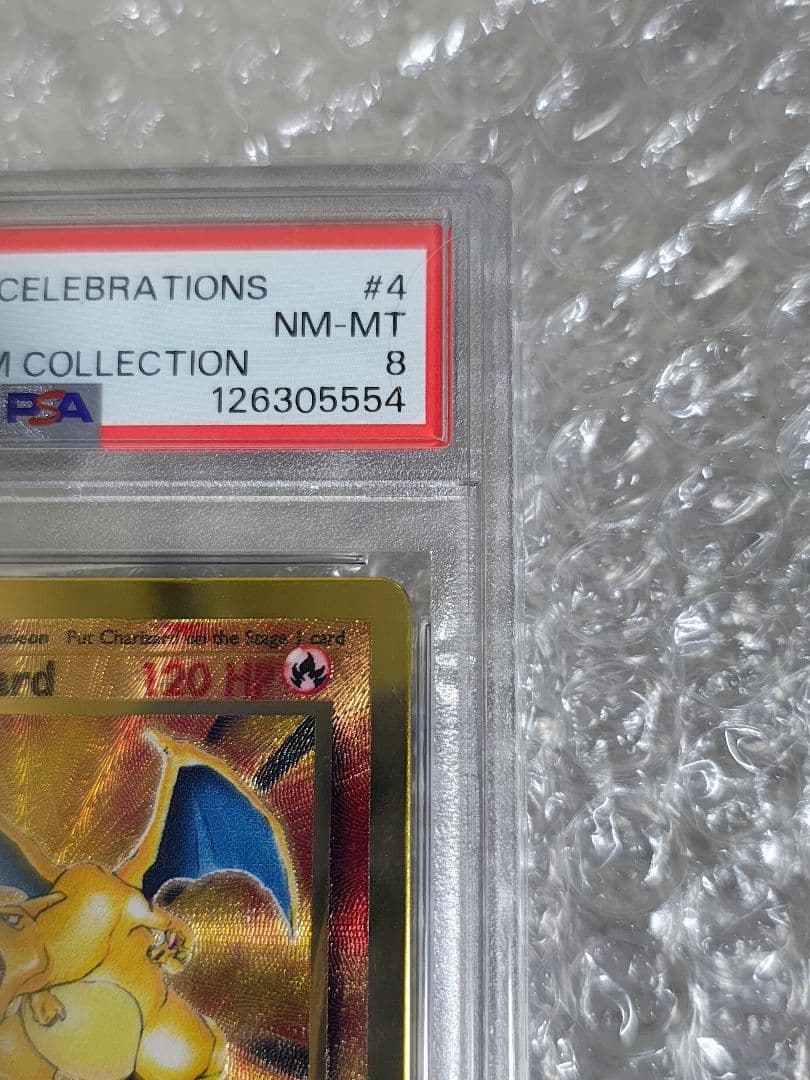 CELEBRATIONS #4
NM-MT
COLLECTION 8
PSA 126305554
Put Charizard on the Stage 1 card
120 HP